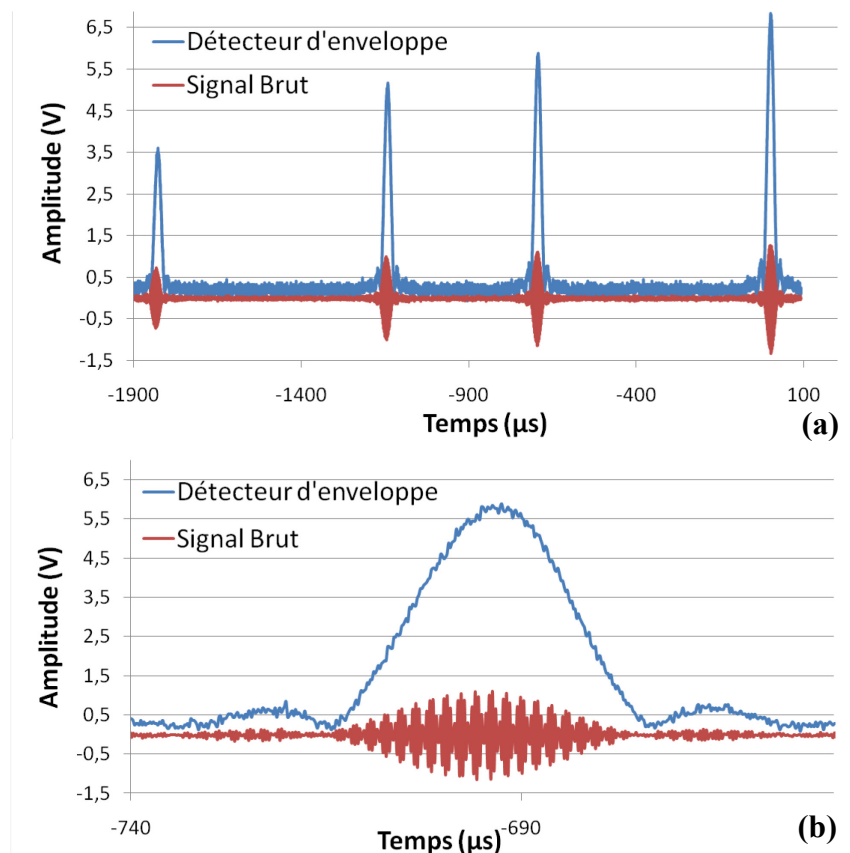 6,5
Détecteur d'enveloppe
5,5
Signal Brut
4,5
3,5
2,5
1,5
0,5
-0,5
-1,5
Amplitude (V)
-1900 -1400 -900 -400 100
Temps (µs)
(a)
6,5
Détecteur d'enveloppe
5,5
Signal Brut
4,5
3,5
2,5
1,5
0,5
-0,5
-1,5
Amplitude (V)
-740 -690
Temps (µs)
(b)